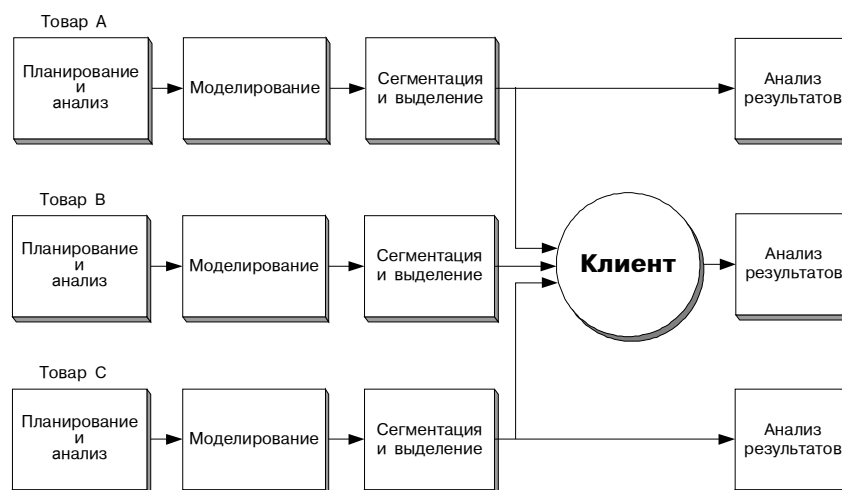 Товар А
Планирование
и
анализ
Моделирование
Сегментация
и выделение
Анализ
результатов
Товар В
Планирование
и
анализ
Моделирование
Сегментация
и выделение
Клиент
Анализ
результатов
Товар С
Планирование
и
анализ
Моделирование
Сегментация
и выделение
Анализ
результатов